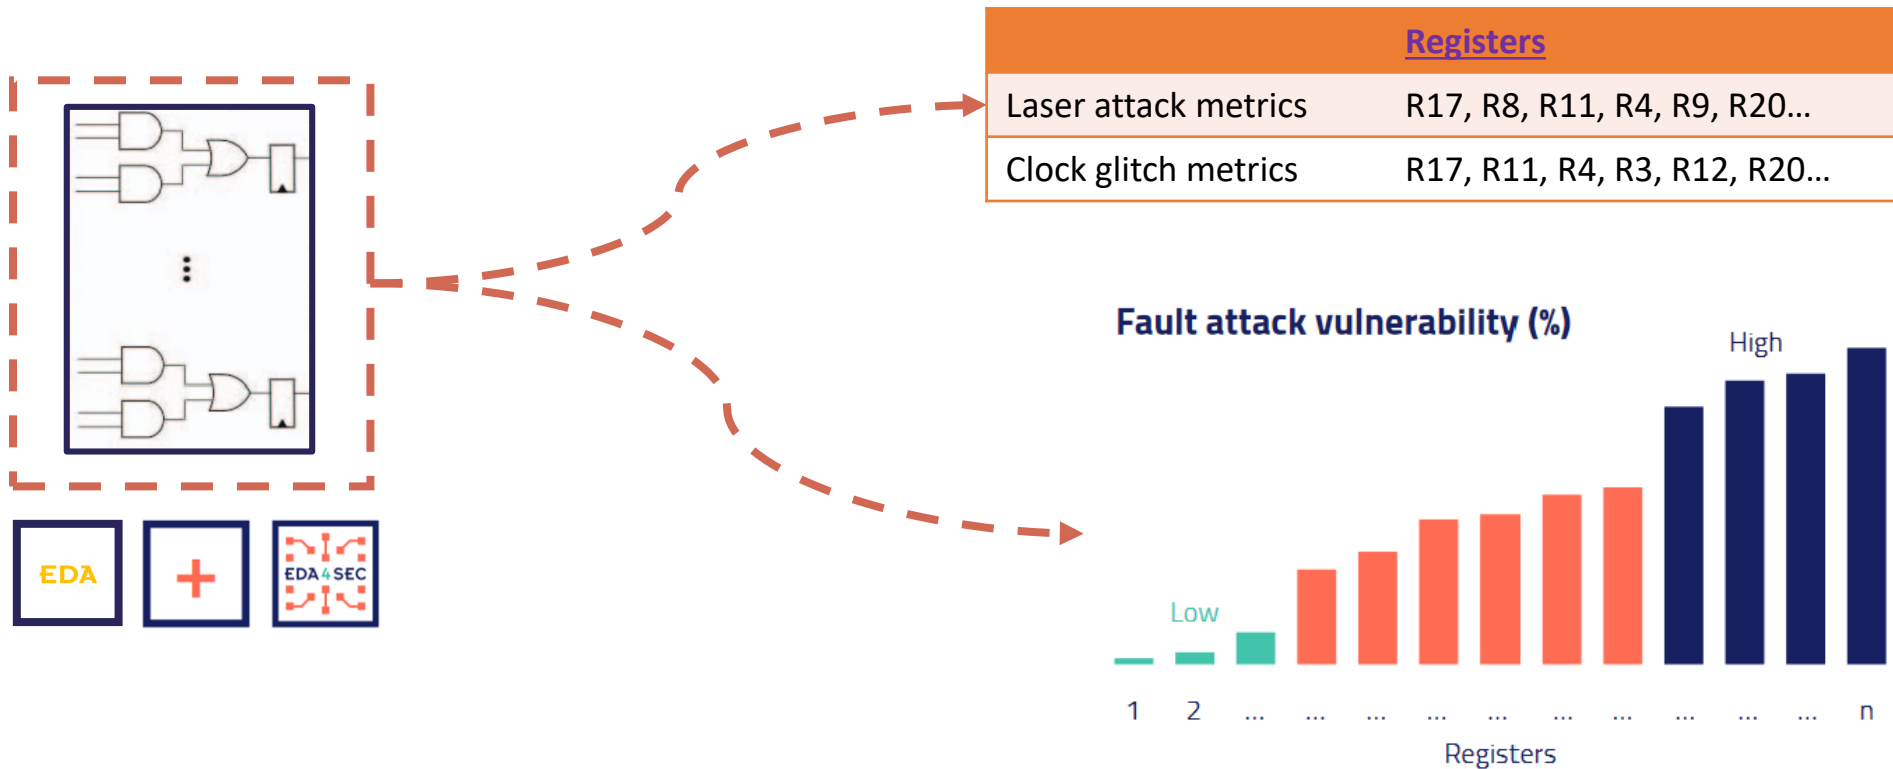 Registers
Laser attack metrics R17, R8, R11, R4, R9, R20...
Clock glitch metrics R17, R11, R4, R3, R12, R20...
Fault attack vulnerability (%)
High
Low
1 2 ... ... ... ... ... ... ... ... ... ... n
Registers
EDA + EDA4SEC